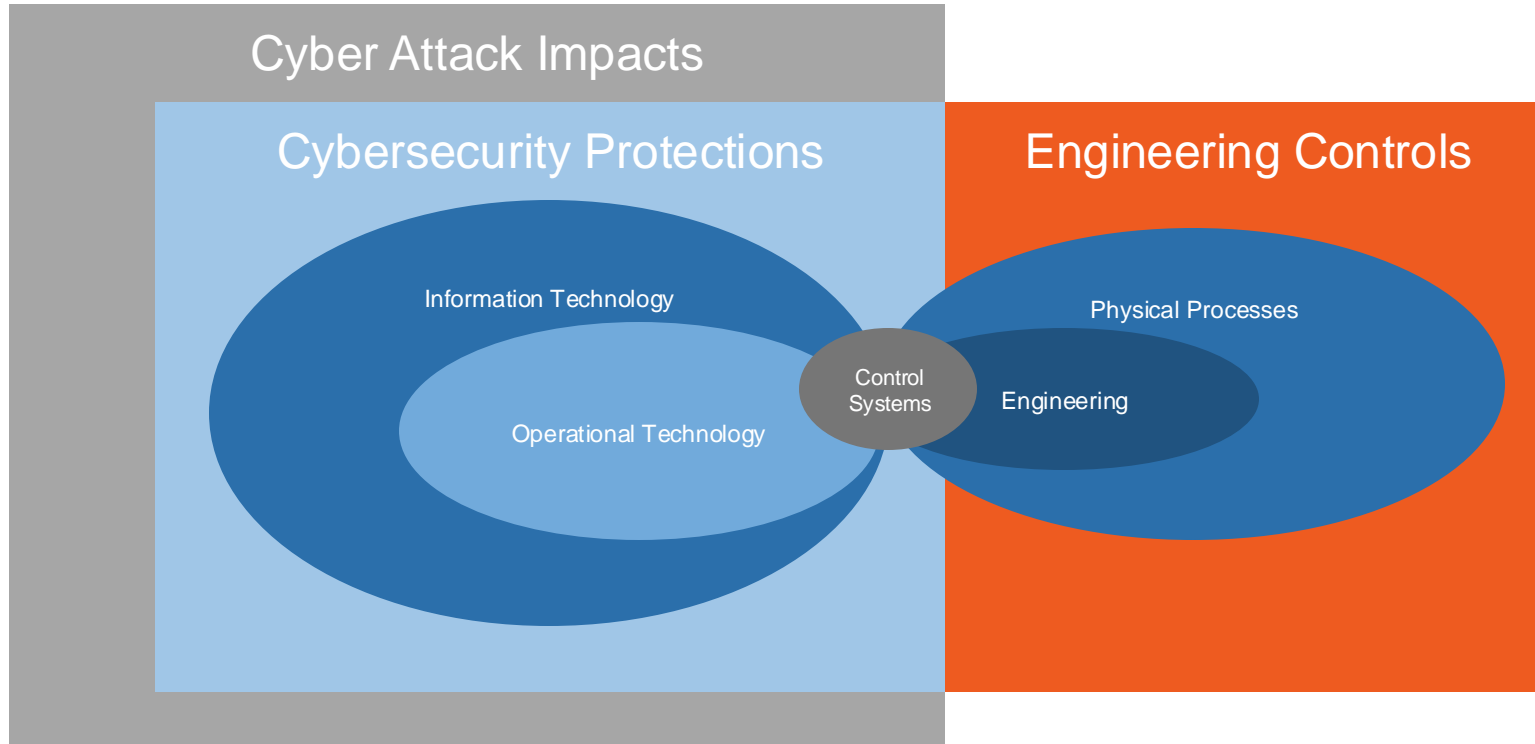 Cyber Attack Impacts
Cybersecurity Protections
Engineering Controls
Information Technology
Physical Processes
Control
Systems
Engineering
Operational Technology